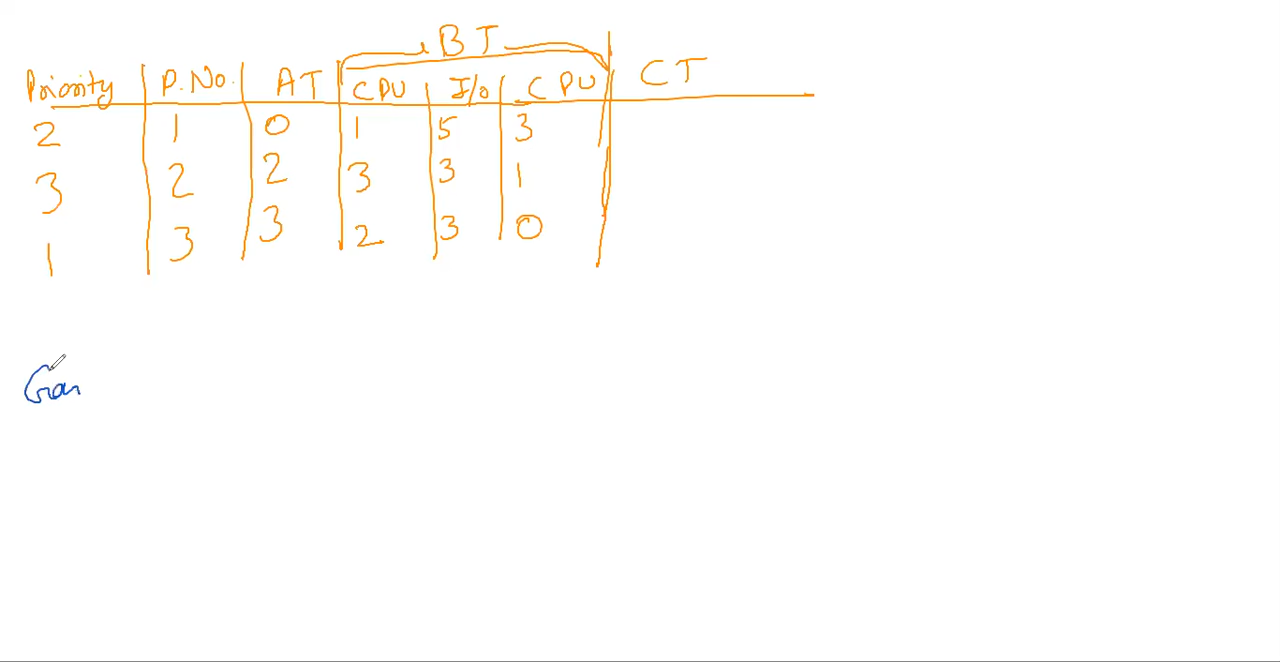 BT
Priority P.No. AT CPU I/O CPU CT
2 1 0 1 5 3
3 2 2 3 3 1
1 3 3 2 3 0
Gan